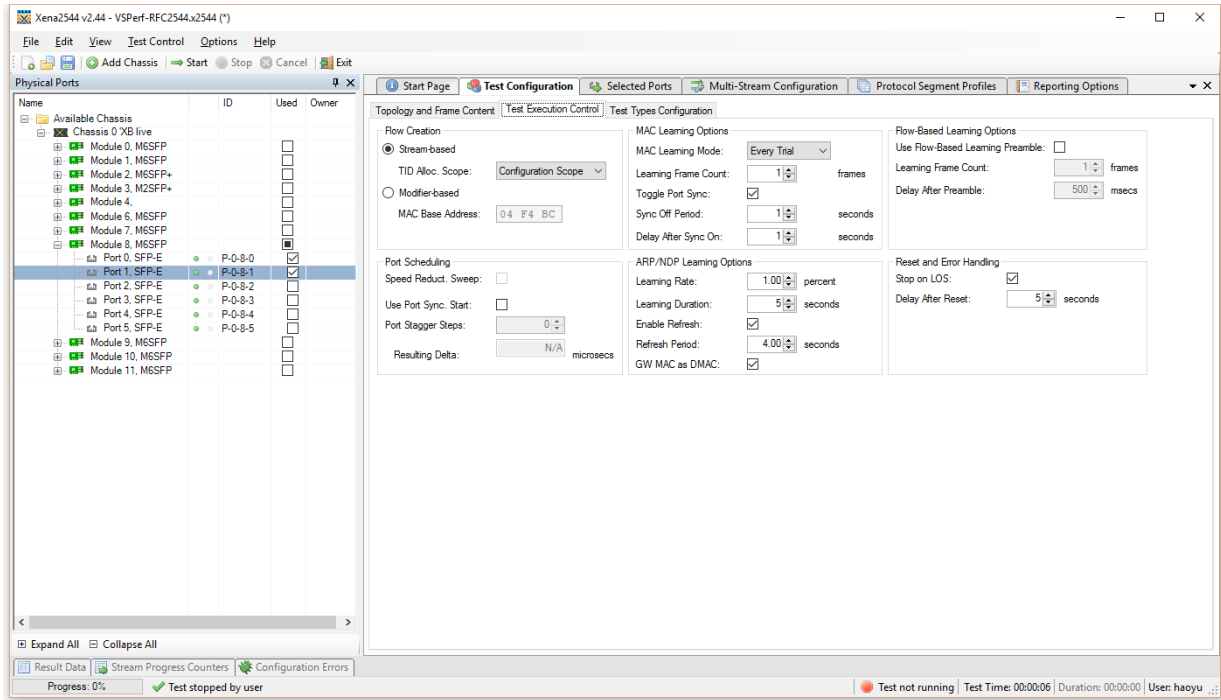 Xena2544 v2.44 - VSPerf-RFC2544.x2544 (*)
File Edit View Test Control Options Help
Add Chassis Start Stop Cancel Exit
Physical Ports
Name ID Used Owner
Available Chassis
Chassis 0 'XB live
Module 0, M6SFP
Module 1, M6SFP
Module 2, M2SFP+
Module 3, M2SFP+
Module 4,
Module 6, M6SFP
Module 7, M6SFP
Module 8, M6SFP
Port 0, SFP-E P-0-8-0
Port 1, SFP-E P-0-8-1
Port 2, SFP-E P-0-8-2
Port 3, SFP-E P-0-8-3
Port 4, SFP-E P-0-8-4
Port 5, SFP-E P-0-8-5
Module 9, M6SFP
Module 10, M6SFP
Module 11, M6SFP
Expand All Collapse All
Start Page Test Configuration Selected Ports Multi-Stream Configuration Protocol Segment Profiles Reporting Options
Topology and Frame Content Test Execution Control Test Types Configuration
Flow Creation
Stream-based
TID Alloc. Scope: Configuration Scope
Modifier-based
MAC Base Address: 04 F4 BC
MAC Learning Options
MAC Learning Mode: Every Trial
Learning Frame Count: 1 frames
Toggle Port Sync:
Sync Off Period: 1 seconds
Delay After Sync On: 1 seconds
Flow-Based Learning Options
Use Flow-Based Learning Preamble:
Learning Frame Count: 1 frames
Delay After Preamble: 500 msecs
Port Scheduling
Speed Reduct. Sweep:
Use Port Sync. Start:
Port Stagger Steps: 0
Resulting Delta: N/A microsecs
ARP/NDP Learning Options
Learning Rate: 1.00 percent
Learning Duration: 5 seconds
Enable Refresh:
Refresh Period: 4.00 seconds
GW MAC as DMAC:
Reset and Error Handling
Stop on LOS:
Delay After Reset: 5 seconds
Result Data Stream Progress Counters Configuration Errors
Progress: 0% Test stopped by user Test not running Test Time: 00:00:06 Duration: 00:00:00 User: haoyu